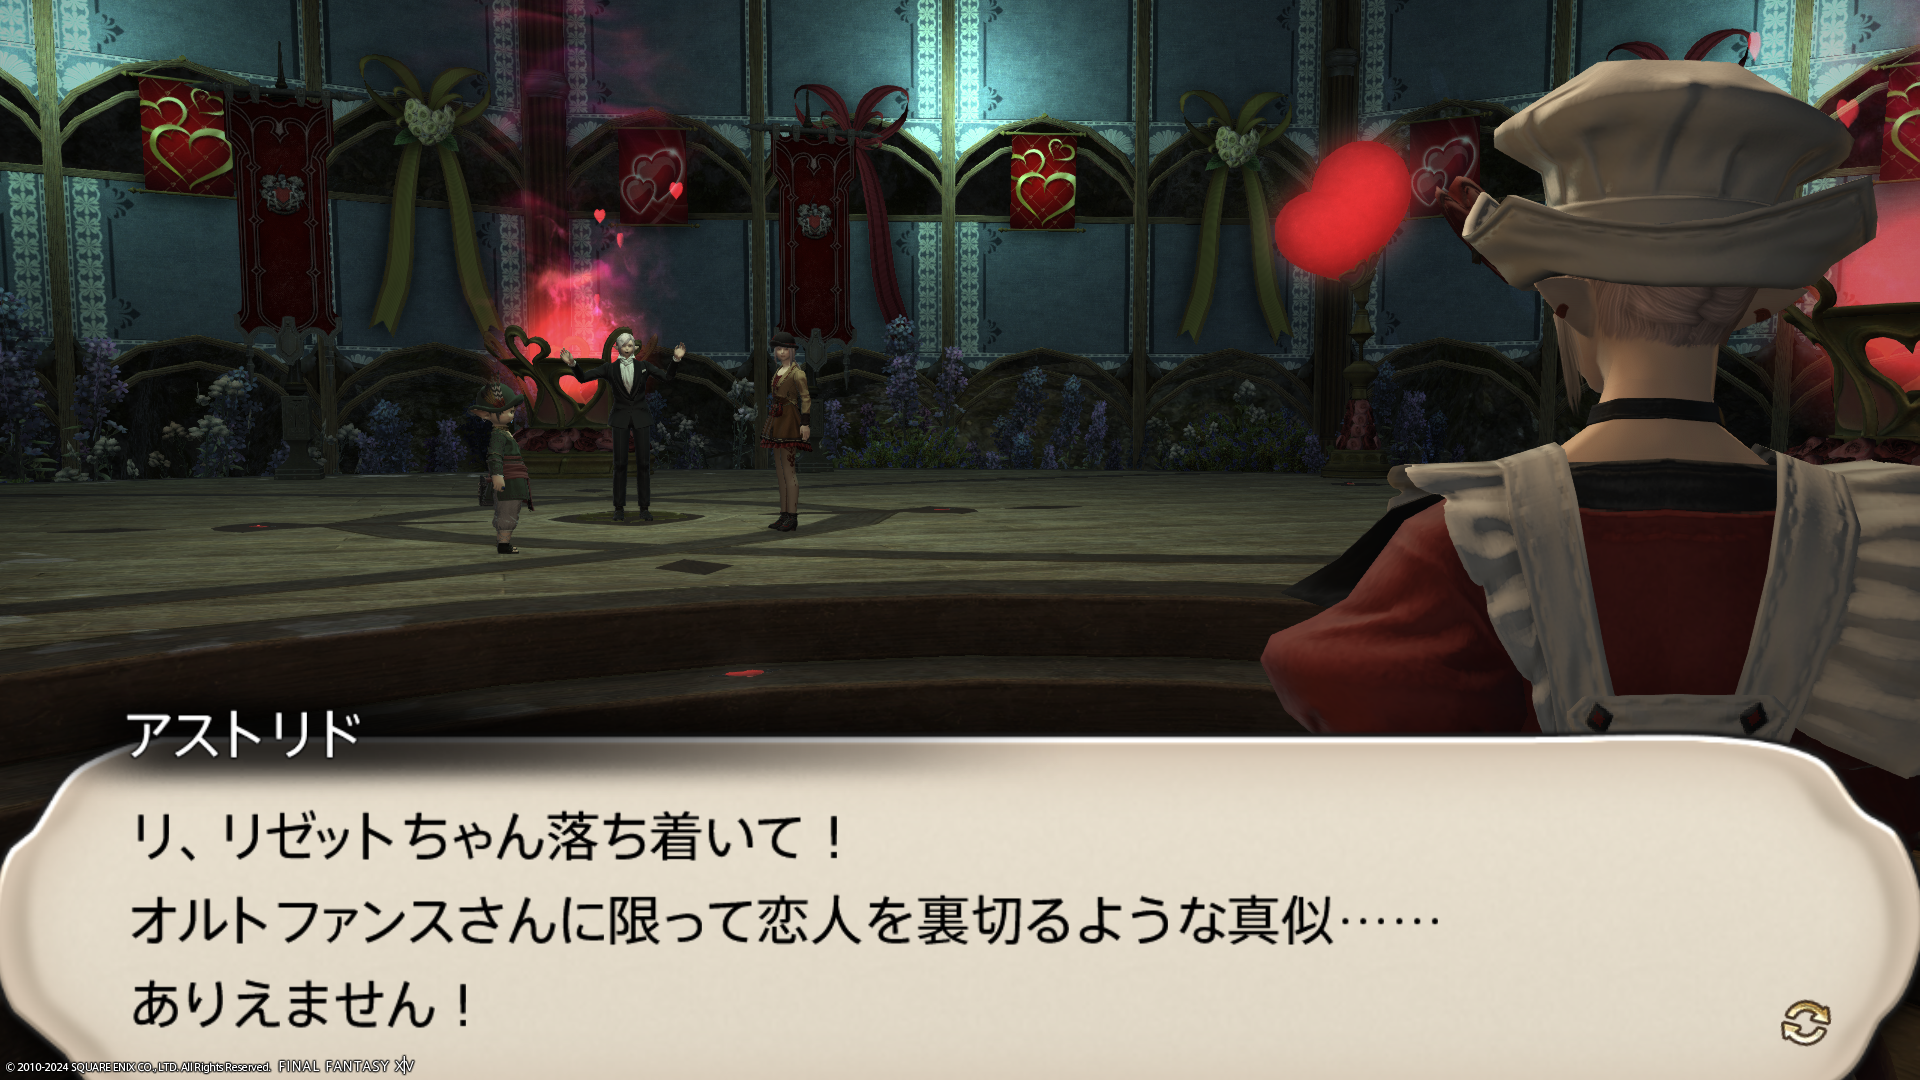 アストリド
リ、リゼットちゃん落ち着いて！
オルトファンスさんに限って恋人を裏切るような真似……
ありえません！
© 2010-2024 SQUARE ENIX CO., LTD. All Rights Reserved. FINAL FANTASY XIV